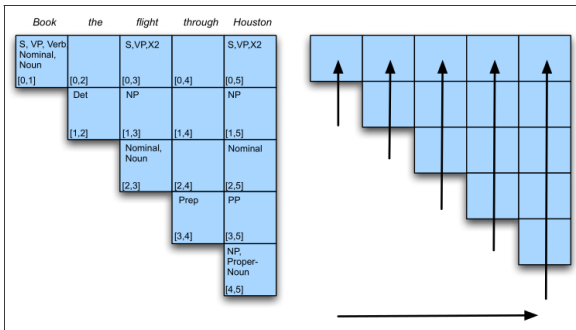 Book the flight through Houston
S, VP, Verb, S,VP,X2 S,VP,X2
Nominal,
Noun
[0,1] [0,2] [0,3] [0,4] [0,5]
Det NP NP
[1,2] [1,3] [1,4] [1,5]
Nominal, Nominal
Noun
[2,3] [2,4] [2,5]
Prep PP
[3,4] [3,5]
NP,
Proper-
Noun
[4,5]